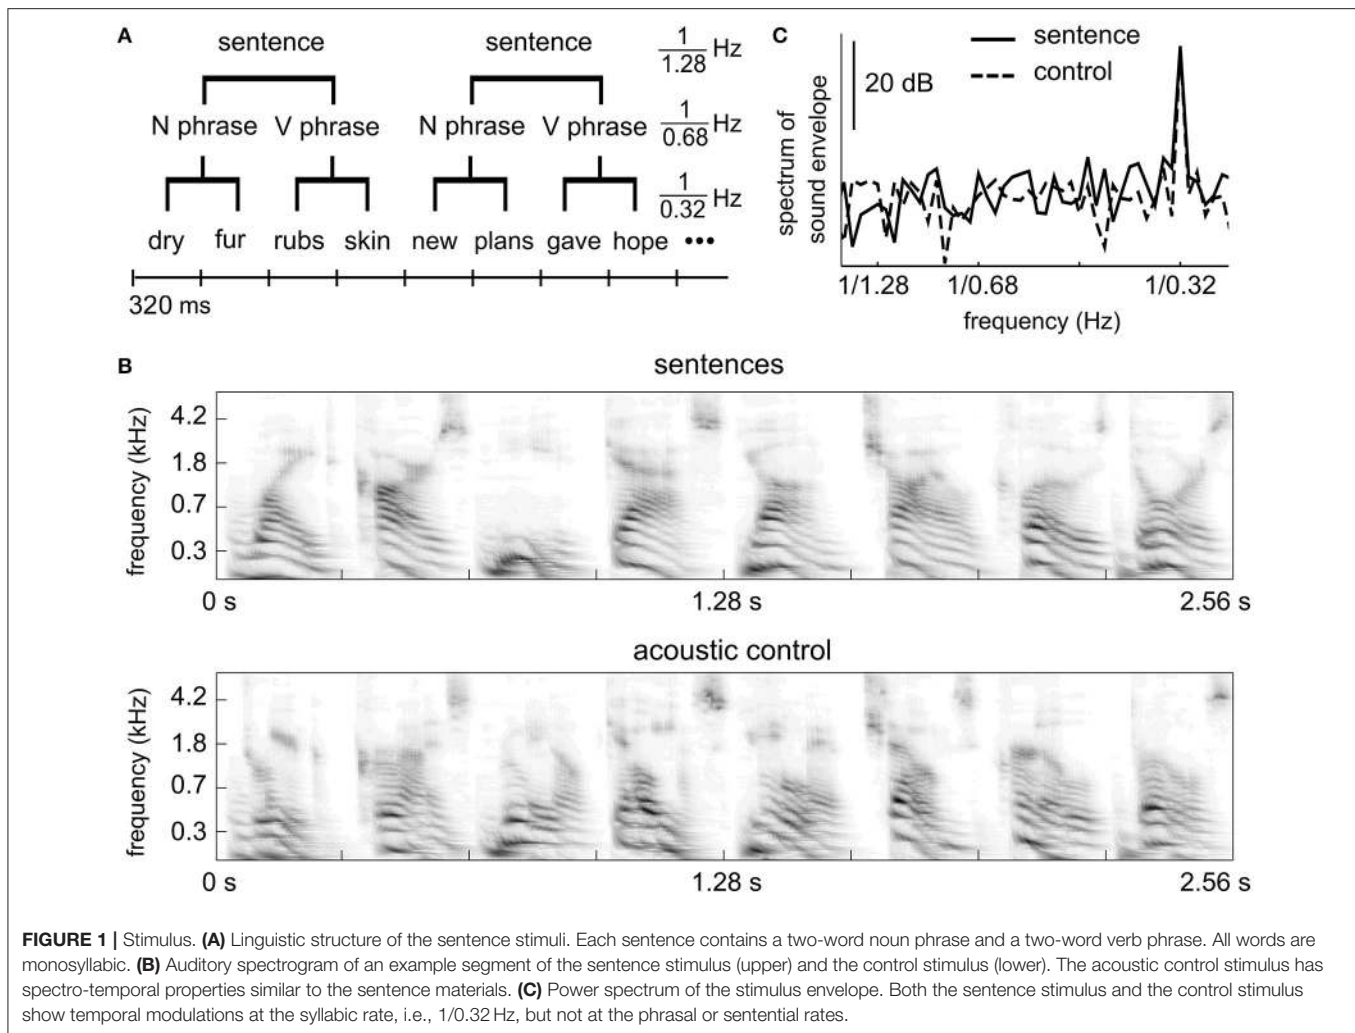 A
sentence sentence
1/1.28 Hz
N phrase V phrase N phrase V phrase
1/0.68 Hz
1/0.32 Hz
dry fur rubs skin new plans gave hope •••
320 ms
C
sentence
control
20 dB
spectrum of
sound envelope
1/1.28 1/0.68 1/0.32
frequency (Hz)
B
sentences
frequency (kHz)
4.2
1.8
0.7
0.3
0 s 1.28 s 2.56 s
acoustic control
frequency (kHz)
4.2
1.8
0.7
0.3
0 s 1.28 s 2.56 s
FIGURE 1 | Stimulus. (A) Linguistic structure of the sentence stimuli. Each sentence contains a two-word noun phrase and a two-word verb phrase. All words are
monosyllabic. (B) Auditory spectrogram of an example segment of the sentence stimulus (upper) and the control stimulus (lower). The acoustic control stimulus has
spectro-temporal properties similar to the sentence materials. (C) Power spectrum of the stimulus envelope. Both the sentence stimulus and the control stimulus
show temporal modulations at the syllabic rate, i.e., 1/0.32 Hz, but not at the phrasal or sentential rates.